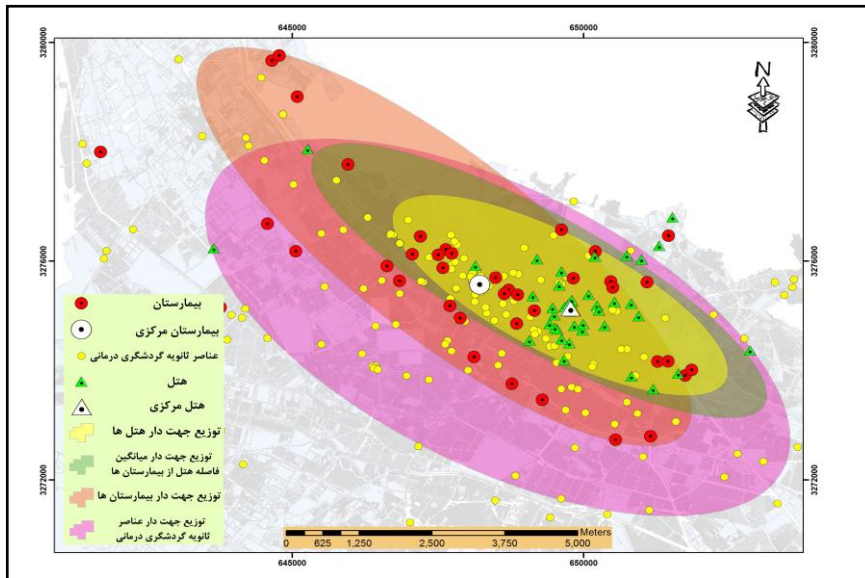 645000 650000
3280000 3280000
N
3276000 3276000
بیمارستان
بیمارستان مرکزی
عناصر ثانویه گردشگری درمانی
هتل
هتل مرکزی
توزیع جهت دار هتل ها
توزیع جهت دار میانگین
فاصله هتل از بیمارستان ها
توزیع جهت دار بیمارستان ها
توزیع جهت دار عناصر
ثانویه گردشگری درمانی
3272000 3272000
Meters
0 625 1,250 2,500 3,750 5,000
645000 650000